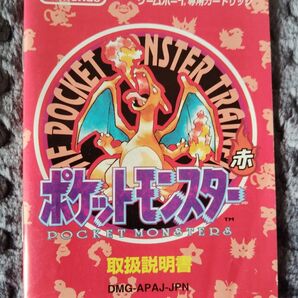 ゲームボーイ専用カートリッジ
THE POCKET MONSTER TRAINER
赤
ポケットモンスター
TM
POCKET MONSTERS
取扱説明書
DMG-APAJ-JPN